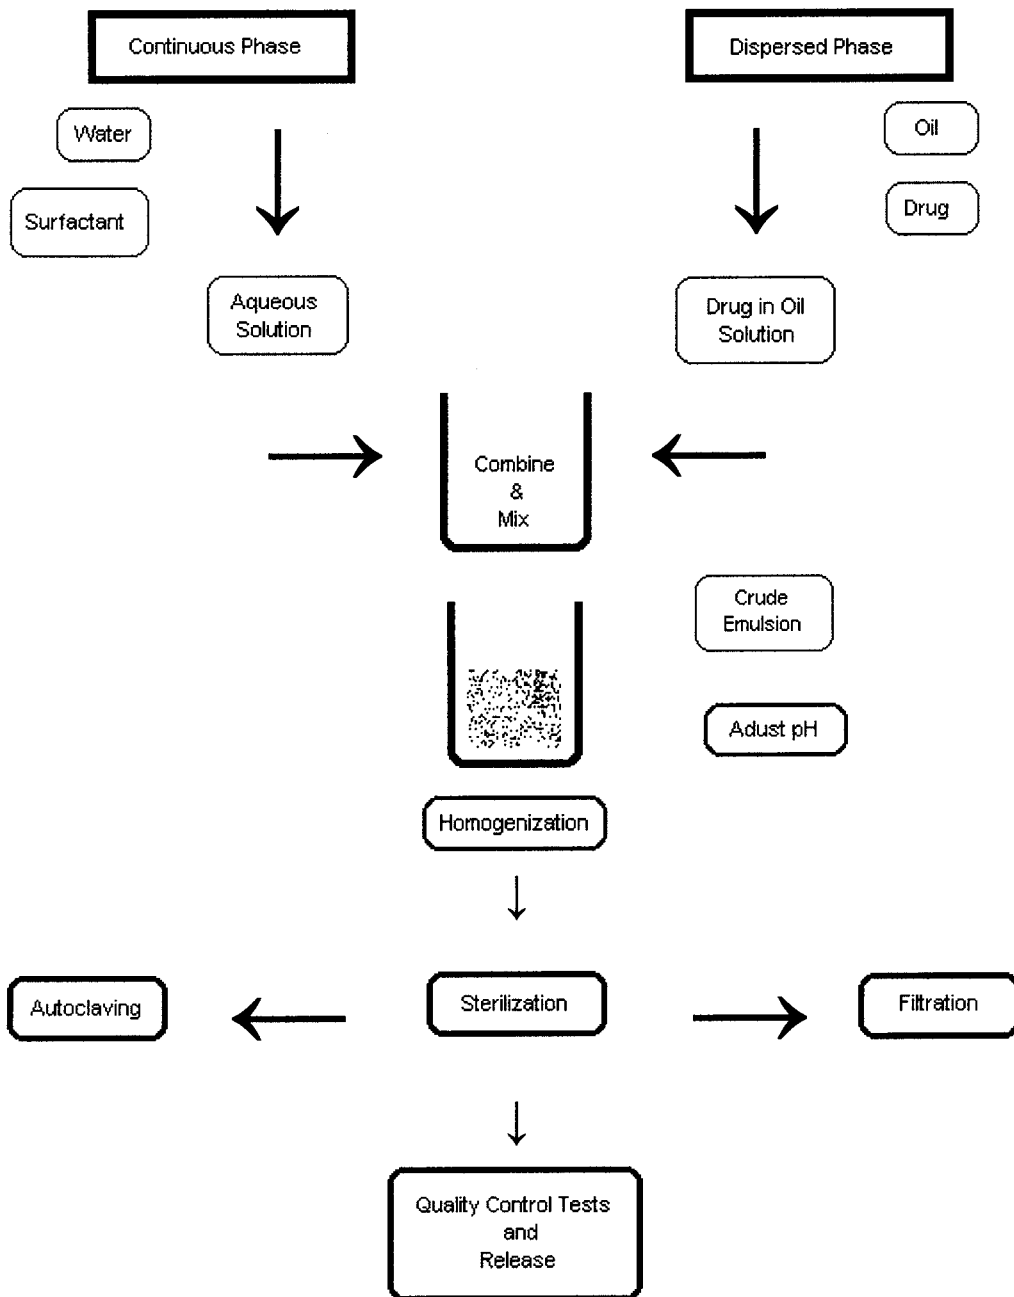 Continuous Phase
Dispersed Phase
Water
Oil
Surfactant
Drug
Aqueous
Solution
Drug in Oil
Solution
Combine
&
Mix
Crude
Emulsion
Adust pH
Homogenization
Autoclaving
Sterilization
Filtration
Quality Control Tests
and
Release